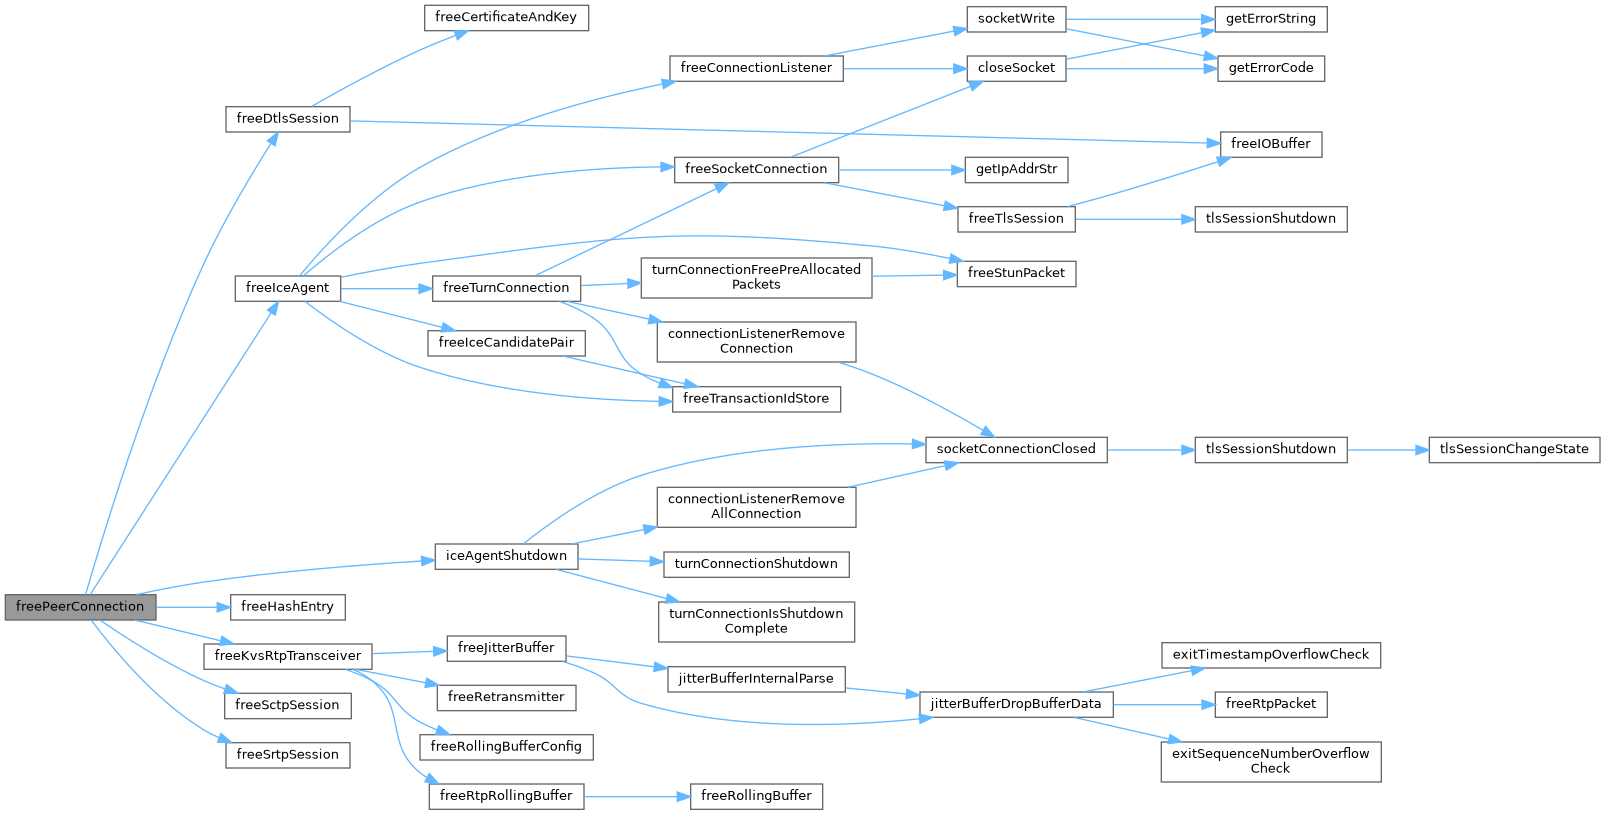 freeCertificateAndKey
socketWrite
getErrorString
freeConnectionListener
closeSocket
getErrorCode
freeDtlsSession
freeIOBuffer
freeSocketConnection
getIpAddrStr
freeTlsSession
tlsSessionShutdown
freeIceAgent
freeTurnConnection
turnConnectionFreePreAllocated
Packets
freeStunPacket
connectionListenerRemove
Connection
freeIceCandidatePair
freeTransactionIdStore
socketConnectionClosed
tlsSessionShutdown
tlsSessionChangeState
connectionListenerRemove
AllConnection
iceAgentShutdown
turnConnectionShutdown
freePeerConnection
freeHashEntry
turnConnectionIsShutdown
Complete
freeKvsRtpTransceiver
freeJitterBuffer
exitTimestampOverflowCheck
jitterBufferInternalParse
freeRetransmitter
freeSctpSession
jitterBufferDropBufferData
freeRtpPacket
freeRollingBufferConfig
freeSrtpSession
exitSequenceNumberOverflow
Check
freeRtpRollingBuffer
freeRollingBuffer